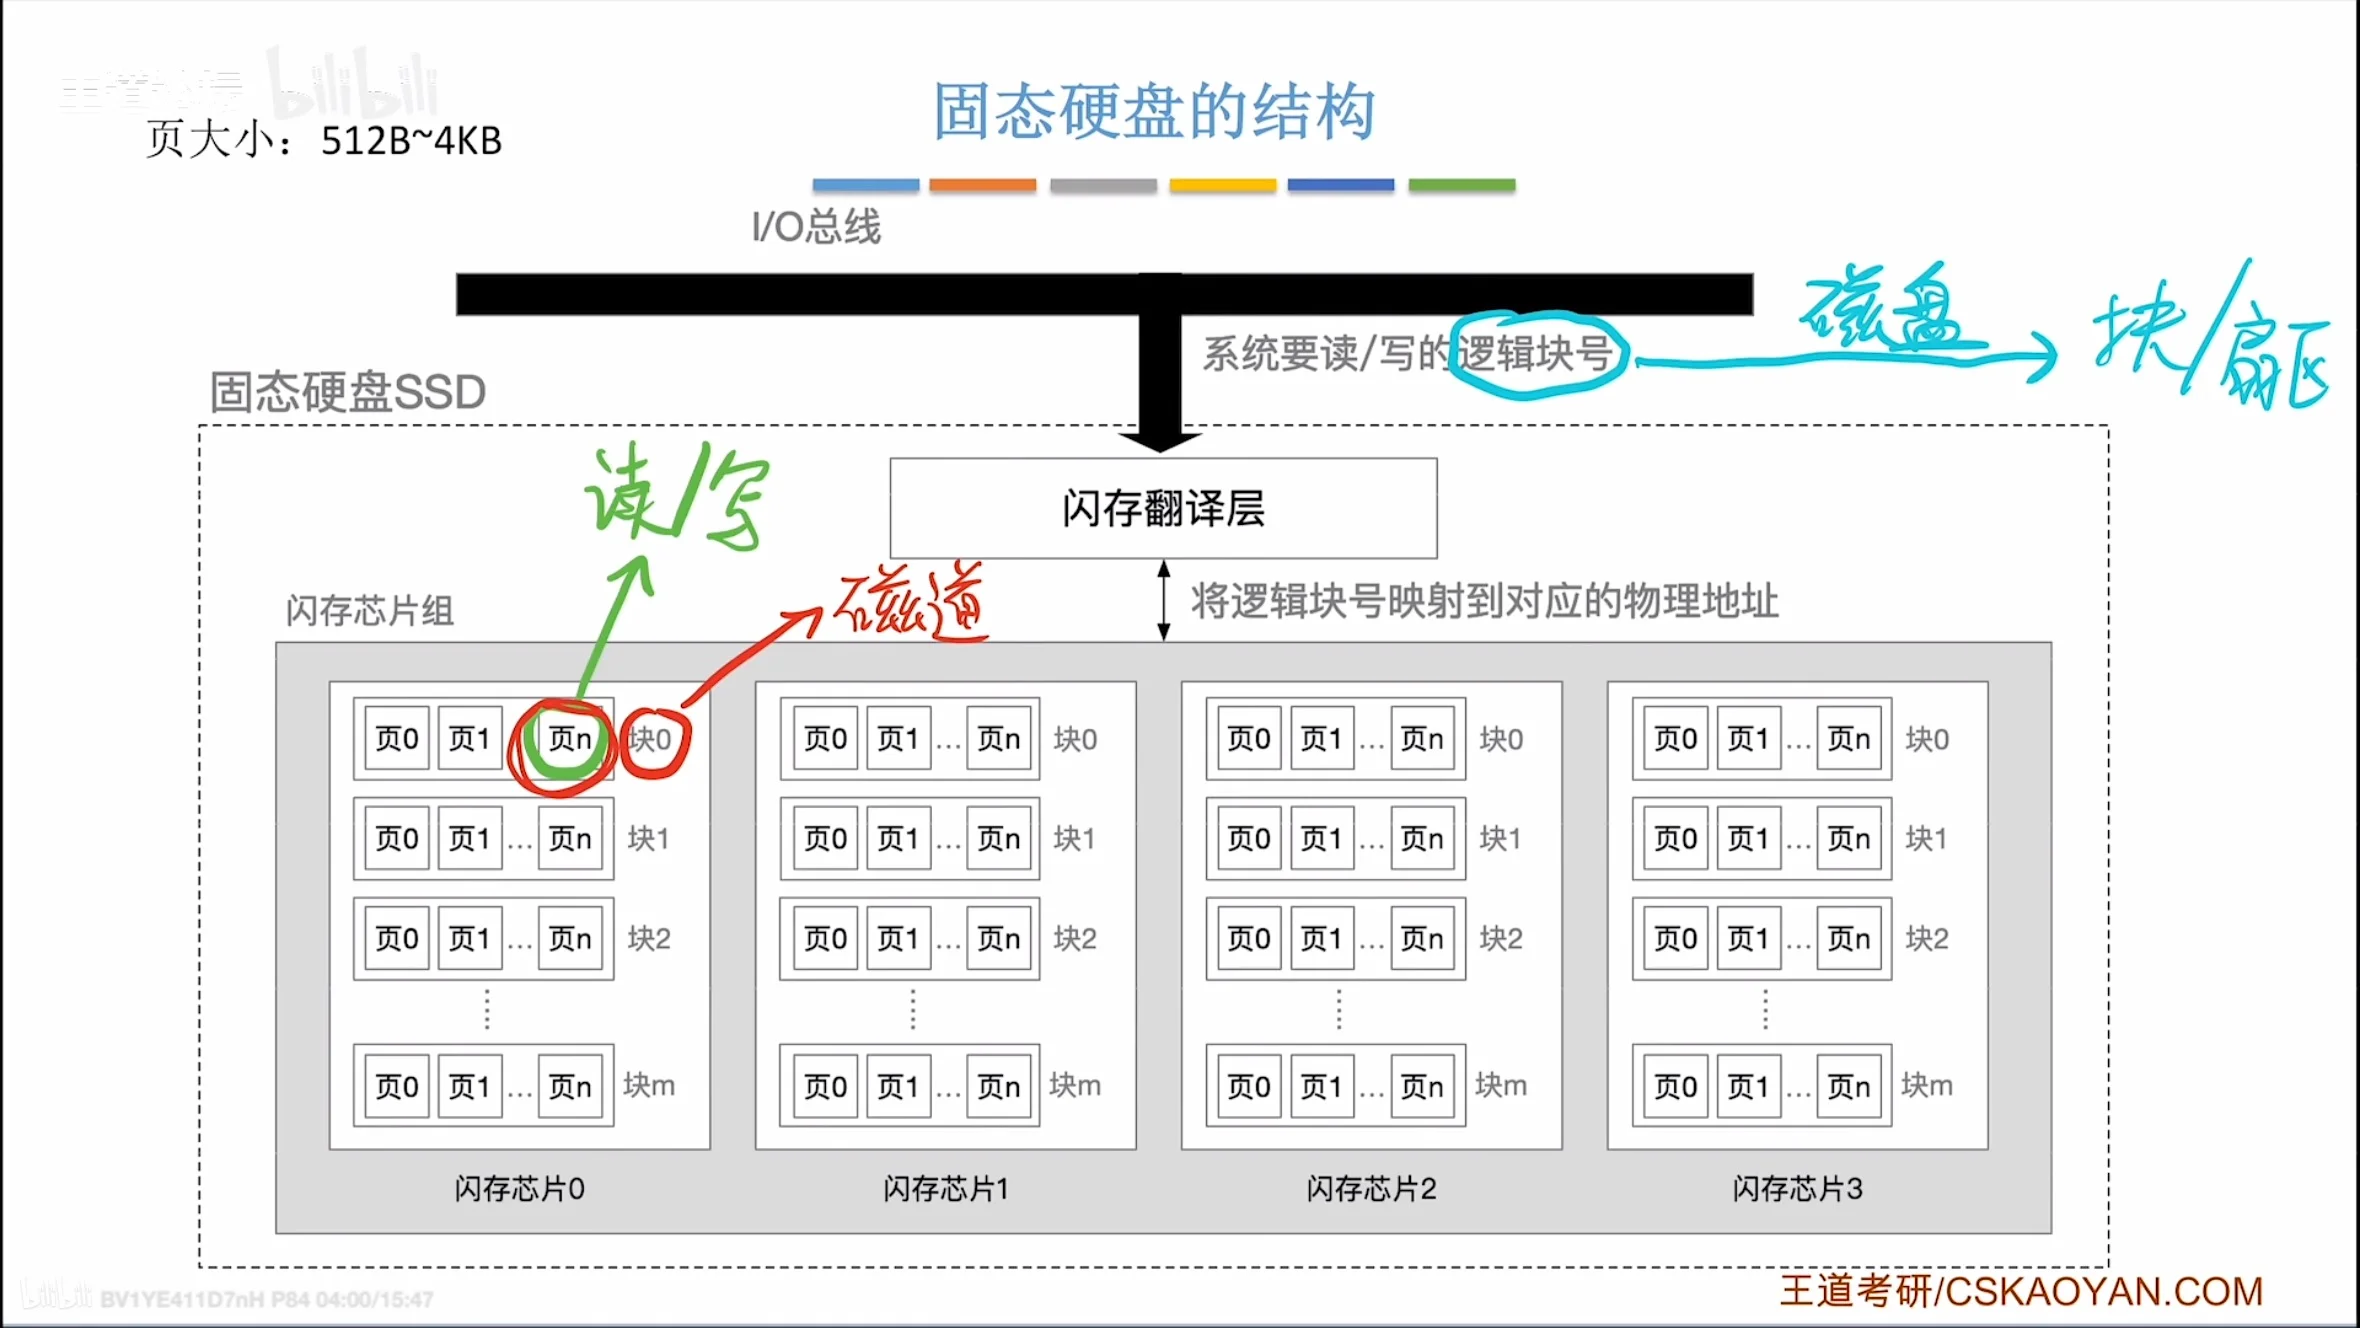 bilibili
固态硬盘的结构
页大小：512B~4KB
I/O总线
磁盘
块/扇区
系统要读/写的逻辑块号
固态硬盘SSD
读/写
闪存翻译层
磁道
闪存芯片组
将逻辑块号映射到对应的物理地址
页0 页1 页n 块0 页0 页1 … 页n 块0 页0 页1 … 页n 块0 页0 页1 … 页n 块0
页0 页1 … 页n 块1 页0 页1 … 页n 块1 页0 页1 … 页n 块1 页0 页1 … 页n 块1
页0 页1 … 页n 块2 页0 页1 … 页n 块2 页0 页1 … 页n 块2 页0 页1 … 页n 块2
页0 页1 … 页n 块m 页0 页1 … 页n 块m 页0 页1 … 页n 块m 页0 页1 … 页n 块m
闪存芯片0 闪存芯片1 闪存芯片2 闪存芯片3
bilibili BV1YE411D7nH P84 04:00/15:47
王道考研/CSKAOYAN.COM